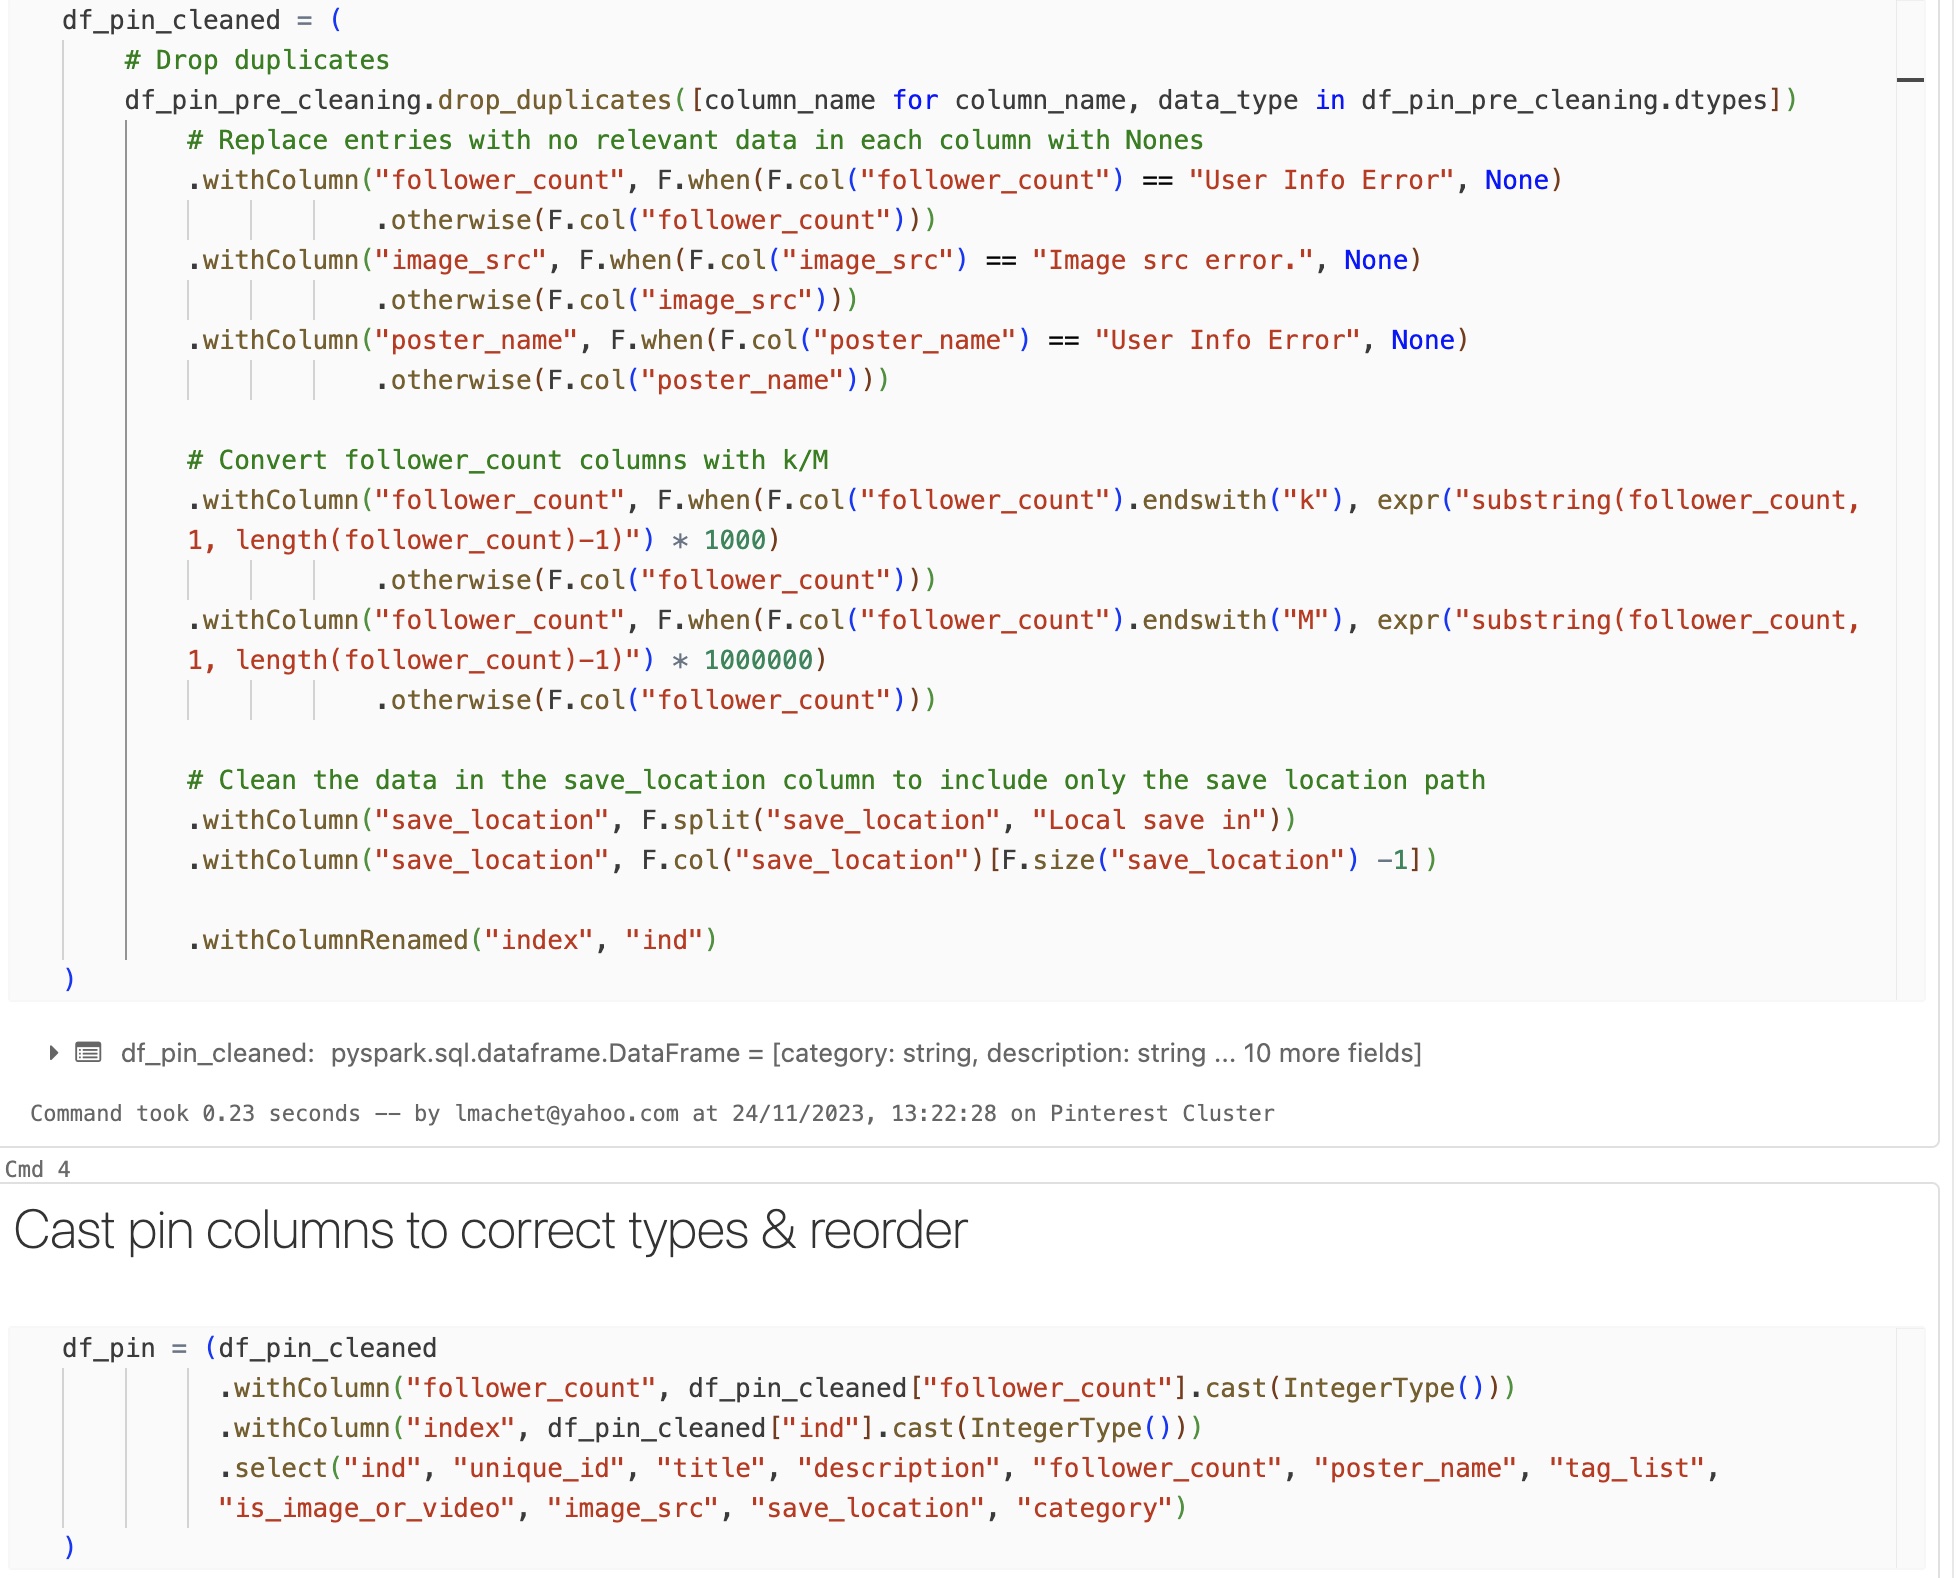 df_pin_cleaned = (
# Drop duplicates
df_pin_pre_cleaning.drop_duplicates([column_name for column_name, data_type in df_pin_pre_cleaning.dtypes])
# Replace entries with no relevant data in each column with Nones
.withColumn("follower_count", F.when(F.col("follower_count") == "User Info Error", None)
.otherwise(F.col("follower_count")))
.withColumn("image_src", F.when(F.col("image_src") == "Image src error.", None)
.otherwise(F.col("image_src")))
.withColumn("poster_name", F.when(F.col("poster_name") == "User Info Error", None)
.otherwise(F.col("poster_name")))
# Convert follower_count columns with k/M
.withColumn("follower_count", F.when(F.col("follower_count").endswith("k"), expr("substring(follower_count,
1, length(follower_count)-1)") * 1000)
.otherwise(F.col("follower_count")))
.withColumn("follower_count", F.when(F.col("follower_count").endswith("M"), expr("substring(follower_count,
1, length(follower_count)-1)") * 1000000)
.otherwise(F.col("follower_count")))
# Clean the data in the save_location column to include only the save location path
.withColumn("save_location", F.split("save_location", "Local save in"))
.withColumn("save_location", F.col("save_location")[F.size("save_location") -1])
.withColumnRenamed("index", "ind")
)
df_pin_cleaned: pyspark.sql.dataframe.DataFrame = [category: string, description: string ... 10 more fields]
Command took 0.23 seconds -- by lmachet@yahoo.com at 24/11/2023, 13:22:28 on Pinterest Cluster
Cmd 4
Cast pin columns to correct types & reorder
df_pin = (df_pin_cleaned
.withColumn("follower_count", df_pin_cleaned["follower_count"].cast(IntegerType()))
.withColumn("index", df_pin_cleaned["ind"].cast(IntegerType()))
.select("ind", "unique_id", "title", "description", "follower_count", "poster_name", "tag_list",
"is_image_or_video", "image_src", "save_location", "category")
)